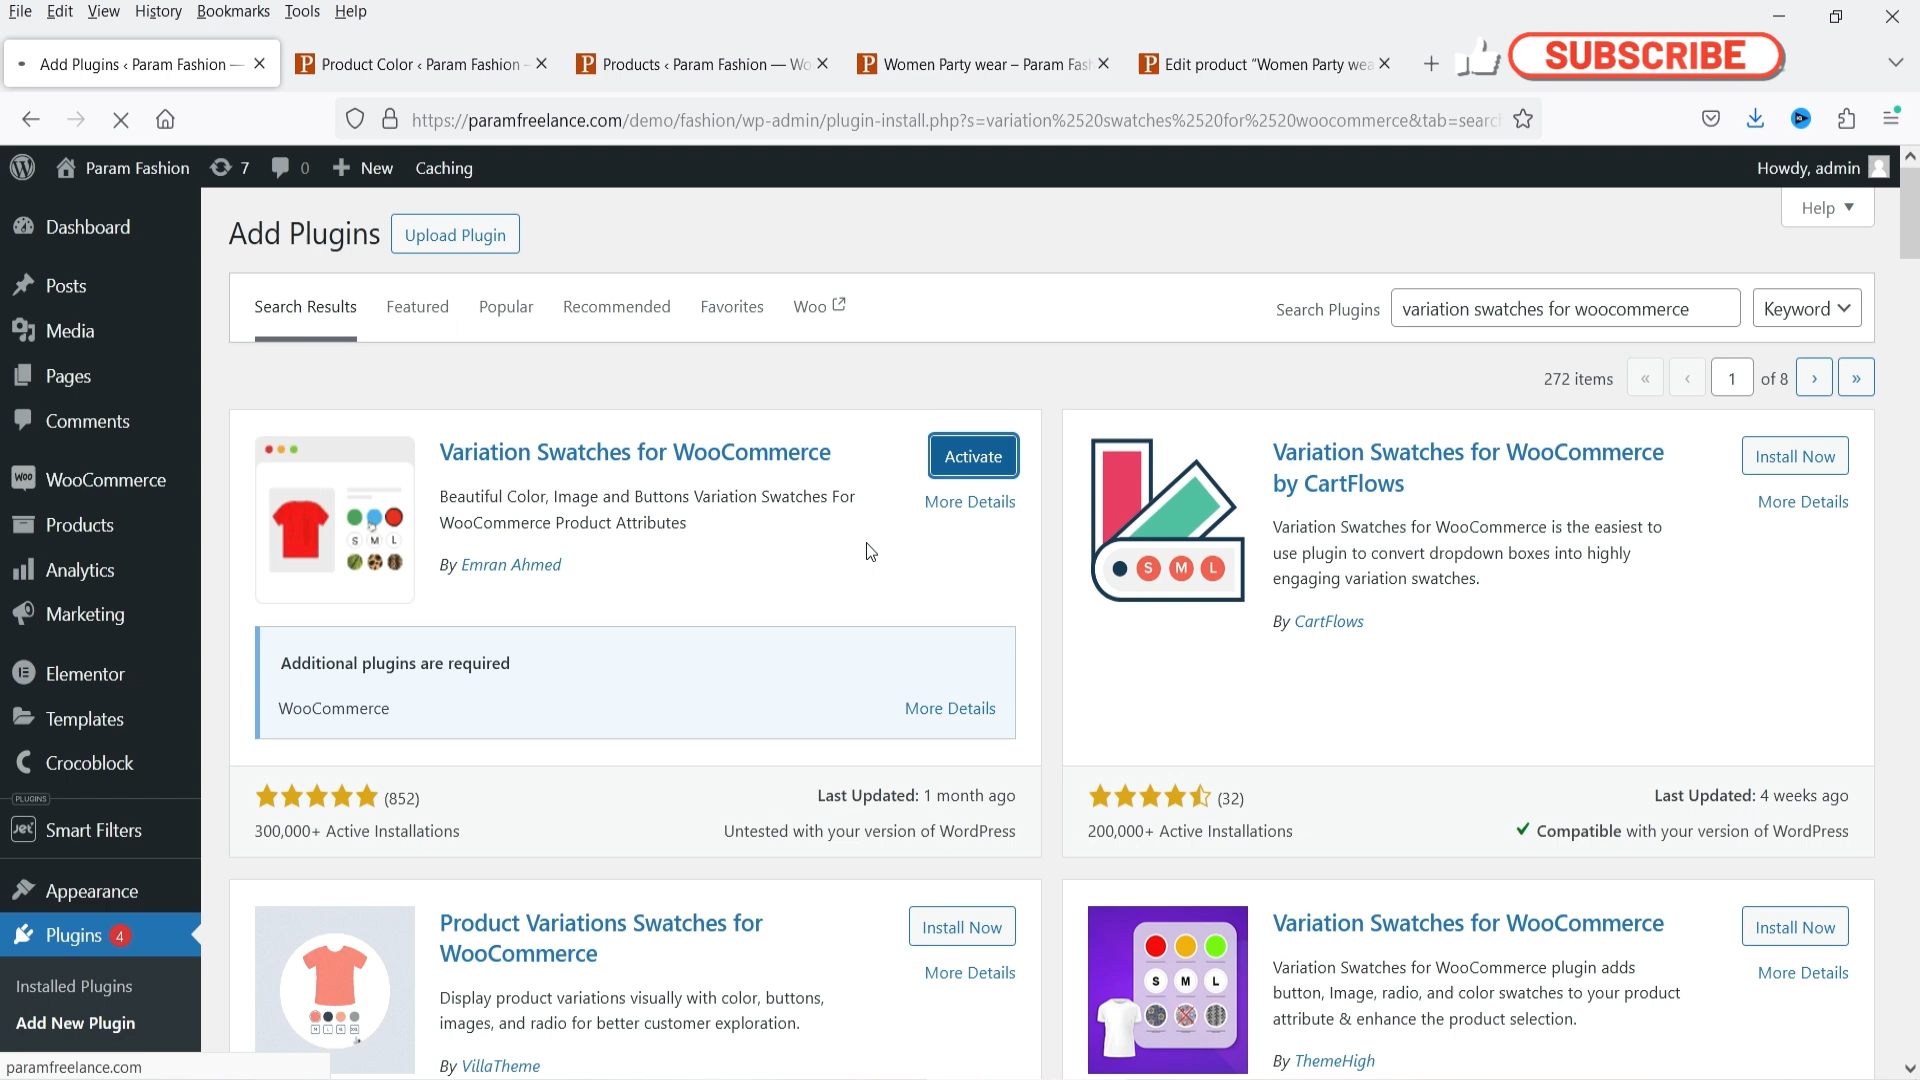 File Edit View History Bookmarks Tools Help
Add Plugins ‹ Param Fashion —
Product Color ‹ Param Fashion -
Products ‹ Param Fashion — Wo
Women Party wear – Param Fash
Edit product “Women Party wea
SUBSCRIBE
https://paramfreelance.com/demo/fashion/wp-admin/plugin-install.php?s=variation%2520swatches%2520for%2520woocommerce&tab=searc
Param Fashion 7 0 New Caching Howdy, admin
Help
Dashboard
Posts
Media
Pages
Comments
WooCommerce
Products
Analytics
Marketing
Elementor
Templates
Crocoblock
PLUGINS
Smart Filters
Appearance
Plugins 4
Installed Plugins
Add New Plugin
paramfreelance.com
Add Plugins Upload Plugin
Search Results Featured Popular Recommended Favorites Woo
Search Plugins variation swatches for woocommerce Keyword
272 items « ‹ 1 of 8 › »
Variation Swatches for WooCommerce
Activate
More Details
Beautiful Color, Image and Buttons Variation Swatches For
WooCommerce Product Attributes
By Emran Ahmed
S M L
Additional plugins are required
WooCommerce More Details
(852)
Last Updated: 1 month ago
300,000+ Active Installations
Untested with your version of WordPress
Variation Swatches for WooCommerce
by CartFlows
Install Now
More Details
Variation Swatches for WooCommerce is the easiest to
use plugin to convert dropdown boxes into highly
engaging variation swatches.
By CartFlows
S M L
(32)
Last Updated: 4 weeks ago
200,000+ Active Installations
Compatible with your version of WordPress
Product Variations Swatches for
WooCommerce
Install Now
More Details
Display product variations visually with color, buttons,
images, and radio for better customer exploration.
By VillaTheme
Variation Swatches for WooCommerce
Install Now
More Details
Variation Swatches for WooCommerce plugin adds
button, Image, radio, and color swatches to your product
attribute & enhance the product selection.
By ThemeHigh
S M L